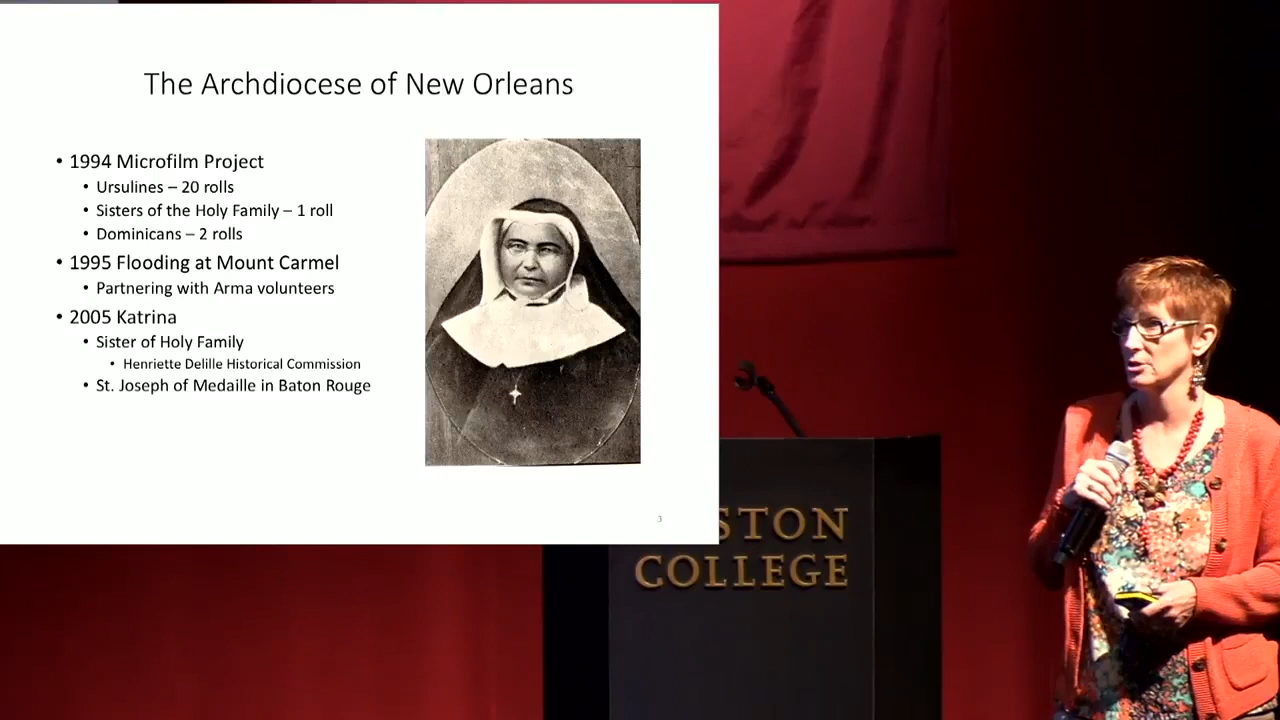 The Archdiocese of New Orleans
• 1994 Microfilm Project
• Ursulines – 20 rolls
• Sisters of the Holy Family – 1 roll
• Dominicans – 2 rolls
• 1995 Flooding at Mount Carmel
• Partnering with Arma volunteers
• 2005 Katrina
• Sister of Holy Family
• Henriette Delille Historical Commission
• St. Joseph of Medaille in Baton Rouge
3
STON
COLLEGE